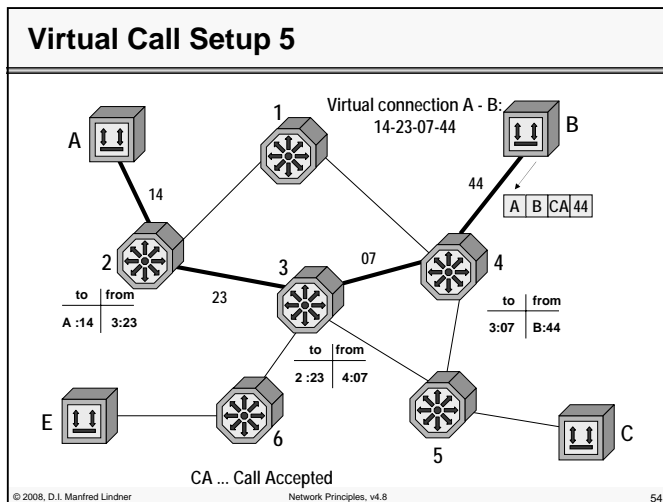 Virtual Call Setup 5
Virtual connection A - B:
14-23-07-44
A
1
B
14
44
A B CA 44
2
3
07
4
23
to from
A :14 3:23
to from
3:07 B:44
to from
2 :23 4:07
E
6
5
C
CA ... Call Accepted
© 2008, D.I. Manfred Lindner
Network Principles, v4.8
54